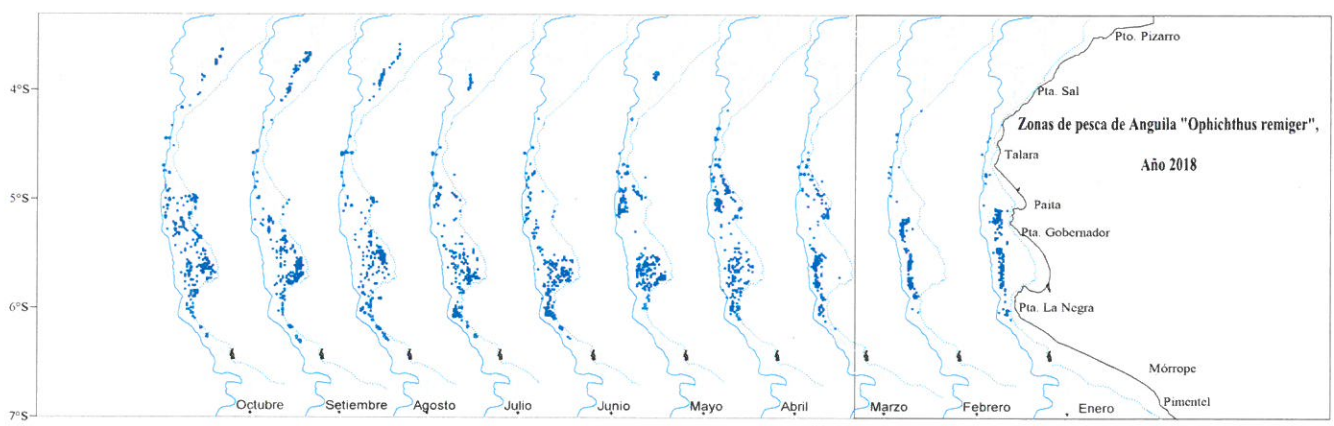 Pto. Pizarro
4°S
Pta. Sal
Zonas de pesca de Anguila "Ophichthus remiger",
Año 2018
Talara
5°S
Paita
Pta. Gobernador
6°S
Pta. La Negra
Mórrope
Pimentel
7°S
Octubre
Setiembre
Agosto
Julio
Junio
Mayo
Abril
Marzo
Febrero
Enero